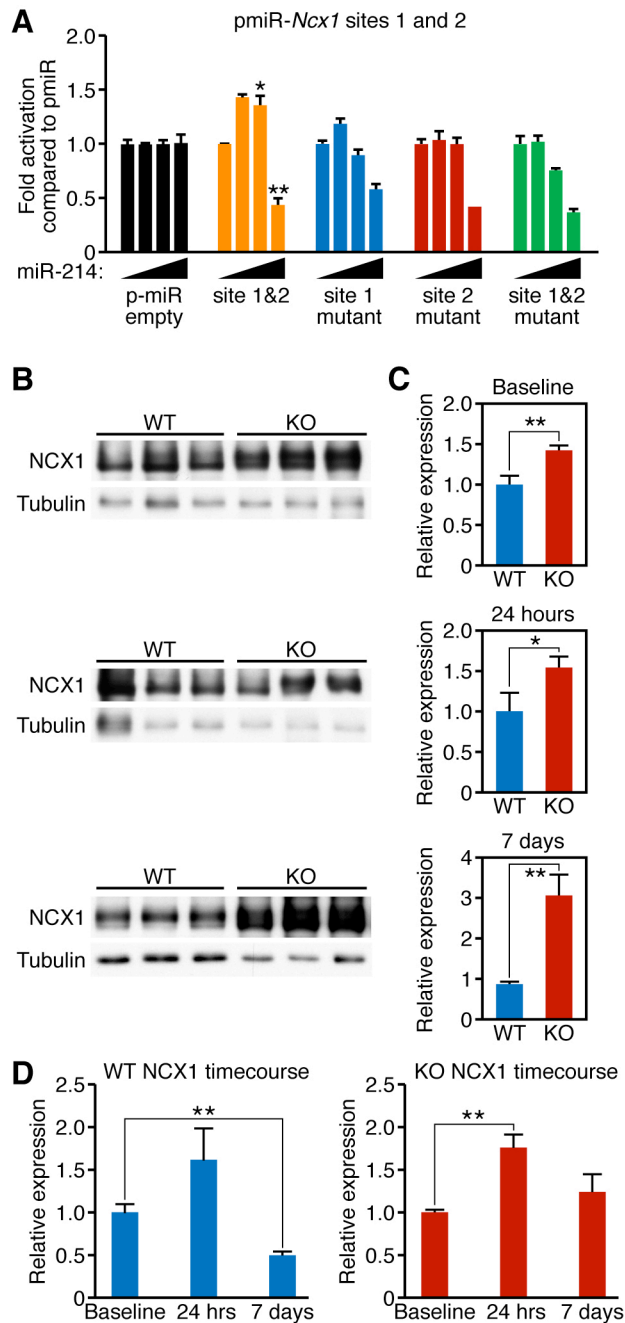 A
pmiR-Ncx1 sites 1 and 2
Fold activation
compared to pmiR
2.0
1.5
1.0
0.5
0
*
**
miR-214:
p-miR
empty
site 1&2
site 1
mutant
site 2
mutant
site 1&2
mutant
B
WT
KO
NCX1
Tubulin
WT
KO
NCX1
Tubulin
WT
KO
NCX1
Tubulin
C
Baseline
Relative expression
2.0
1.5
1.0
0.5
0
**
WT
KO
24 hours
Relative expression
2.0
1.5
1.0
0.5
0
*
WT
KO
7 days
Relative expression
4
3
2
1
0
**
WT
KO
D
WT NCX1 timecourse
Relative expression
2.5
2.0
1.5
1.0
0.5
0
**
Baseline
24 hrs
7 days
KO NCX1 timecourse
Relative expression
2.5
2.0
1.5
1.0
0.5
0
**
Baseline
24 hrs
7 days